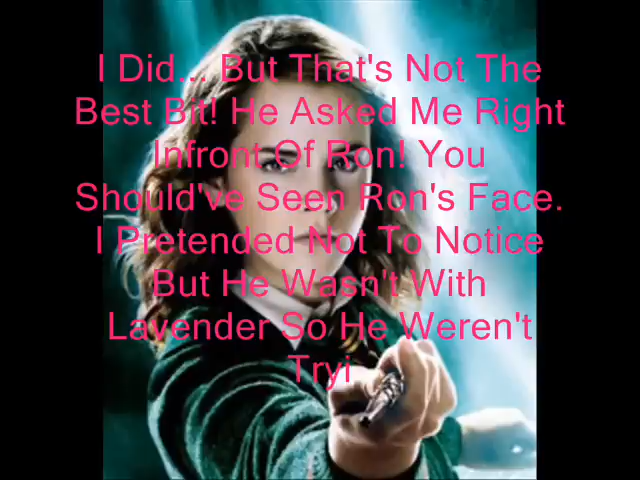 I Did... But That's Not The
Best Bit! He Asked Me Right
Infront Of Ron! You
Should've Seen Ron's Face.
I Pretended Not To Notice
But He Wasn't With
Lavender So He Weren't
Tryi